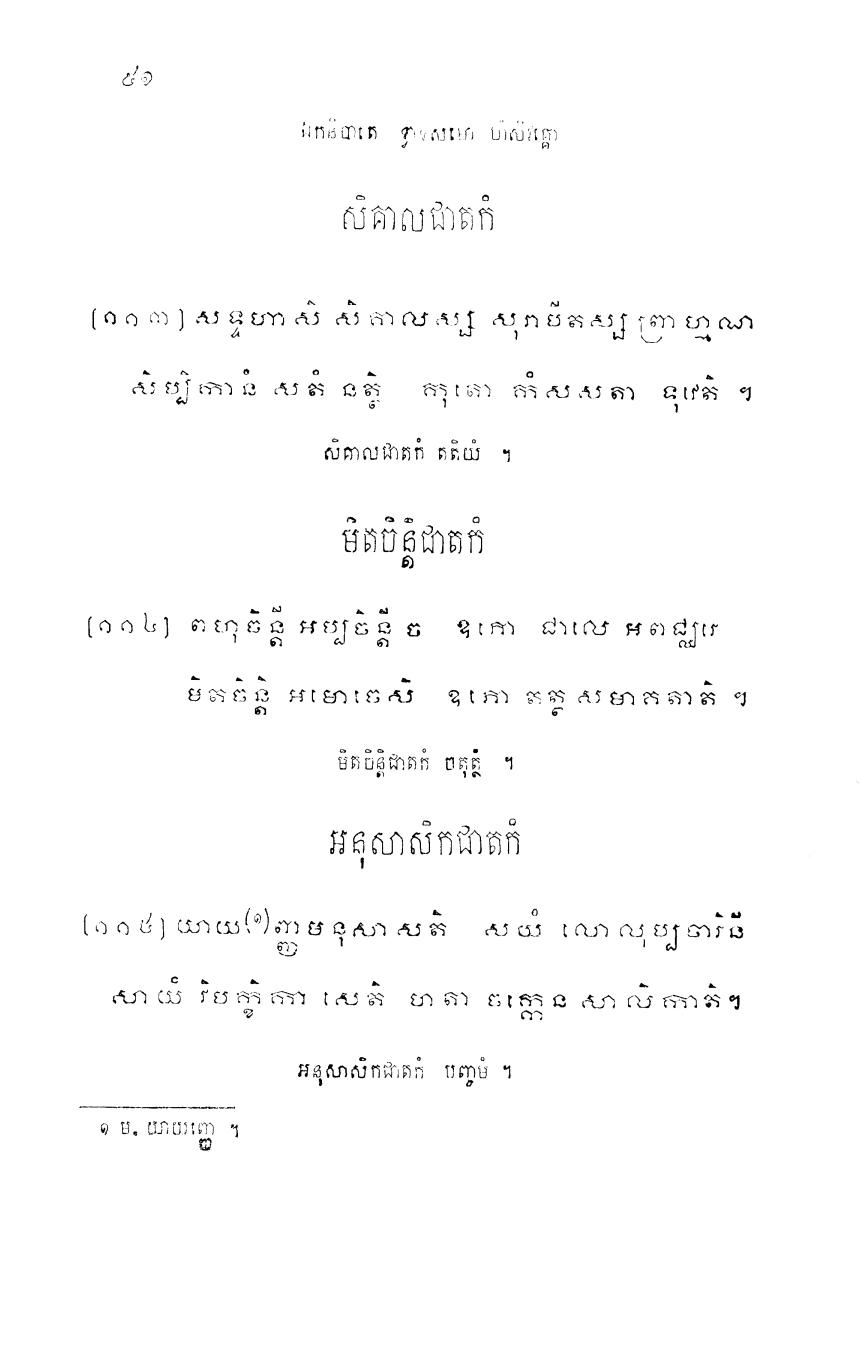 ៥១
ឯកនិបាតេ ទ្វាទសមោ ហំសិវគ្គោ
សិគាលជាតកំ
[១១៣] សទ្ទហាសិ សិគាលស្ស សុរាបីតស្ស ព្រាហ្មណ
សិប្បិកានំ សតំ នត្ថិ កុតោ កំសសតា ទុវេតិ ។
សិគាលជាតកំ តតិយំ ។
មិតចិន្តិជាតកំ
[១១៤] ពហុចិន្តី អប្បចិន្តី ច ឧភោ ជាលេ អពជ្ឈរេ
មិតចិន្តិ អមោចេសិ ឧភោ តត្ថ សមាគតាតិ ។
មិតចិន្តិជាតកំ ចតុត្ថំ ។
អនុសាសិកជាតកំ
[១១៥] យាយ(១)ញ្ញមនុសាសតិ សយំ លោលុប្បចារិនី
សាយំ វិបក្ខិកា សេតិ ហតា ចក្កេន សាលិកាតិ។
អនុសាសិកជាតកំ បញ្ចមំ ។
១ ម. យាយញ្ញេ ។